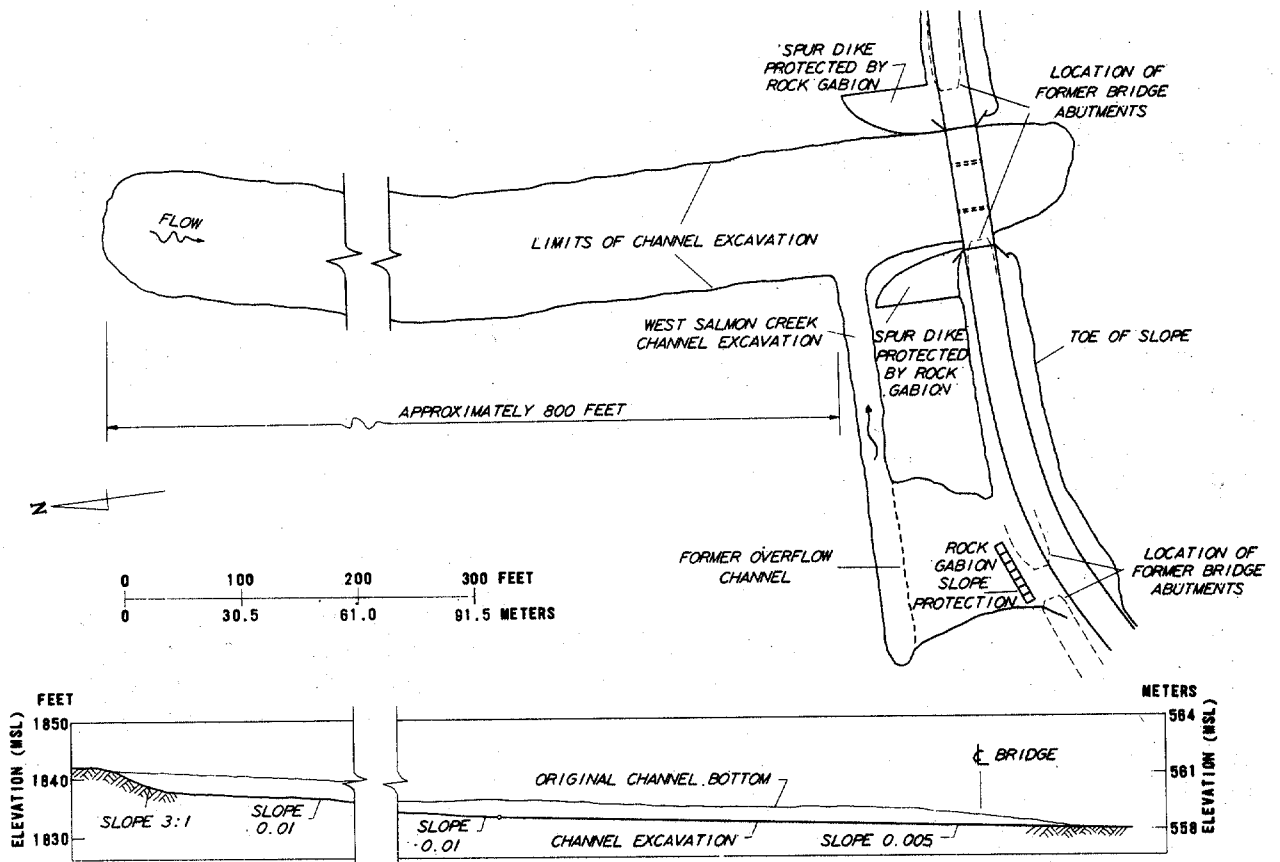 SPUR DIKE
PROTECTED BY
ROCK GABION
LOCATION OF
FORMER BRIDGE
ABUTMENTS
FLOW
LIMITS OF CHANNEL EXCAVATION
WEST SALMON CREEK
CHANNEL EXCAVATION
SPUR DIKE
PROTECTED
BY ROCK
GABION
TOE OF SLOPE
APPROXIMATELY 800 FEET
N
FORMER OVERFLOW
CHANNEL
ROCK
GABION
SLOPE
PROTECTION
LOCATION OF
FORMER BRIDGE
ABUTMENTS
0 100 200 300 FEET
0 30.5 61.0 91.5 METERS
FEET
METERS
ELEVATION (MSL)
1850
1840
1830
564
561
558
ELEVATION (MSL)
℄ BRIDGE
ORIGINAL CHANNEL BOTTOM
SLOPE 3:1
SLOPE
0.01
SLOPE
0.01
CHANNEL EXCAVATION
SLOPE 0.005